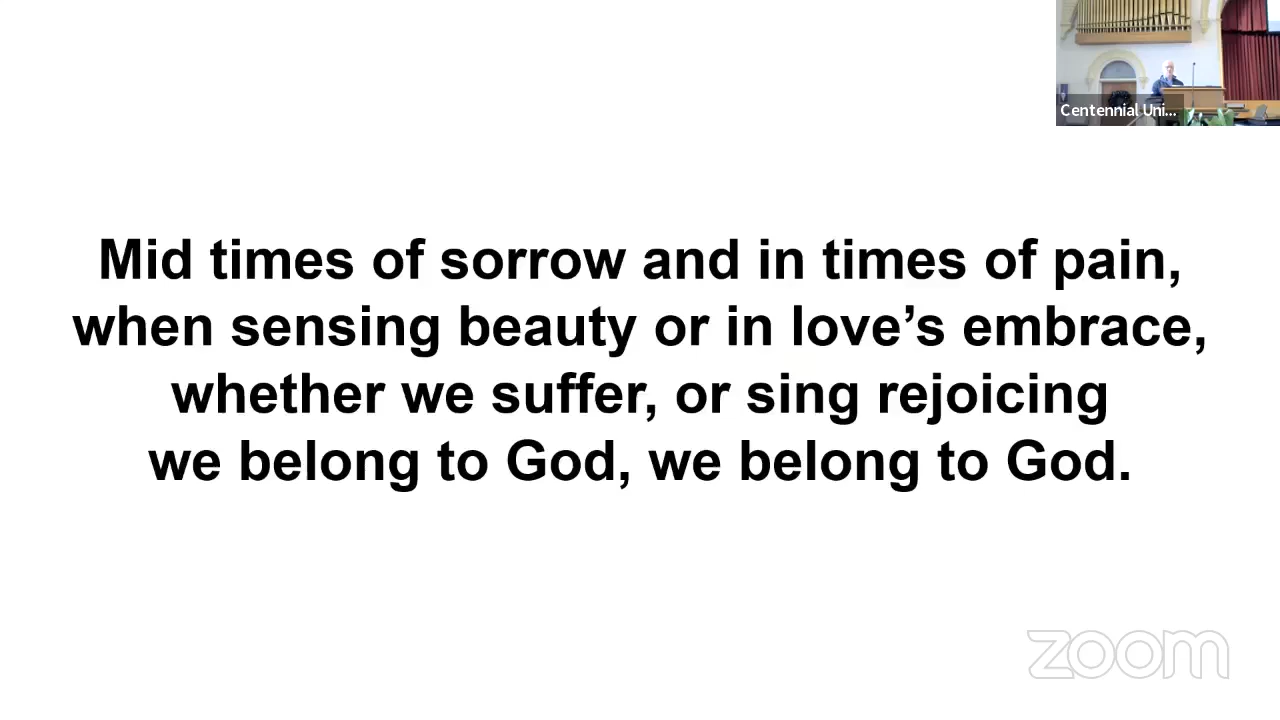 Centennial Uni...
Mid times of sorrow and in times of pain,
when sensing beauty or in love’s embrace,
whether we suffer, or sing rejoicing
we belong to God, we belong to God.
zoom